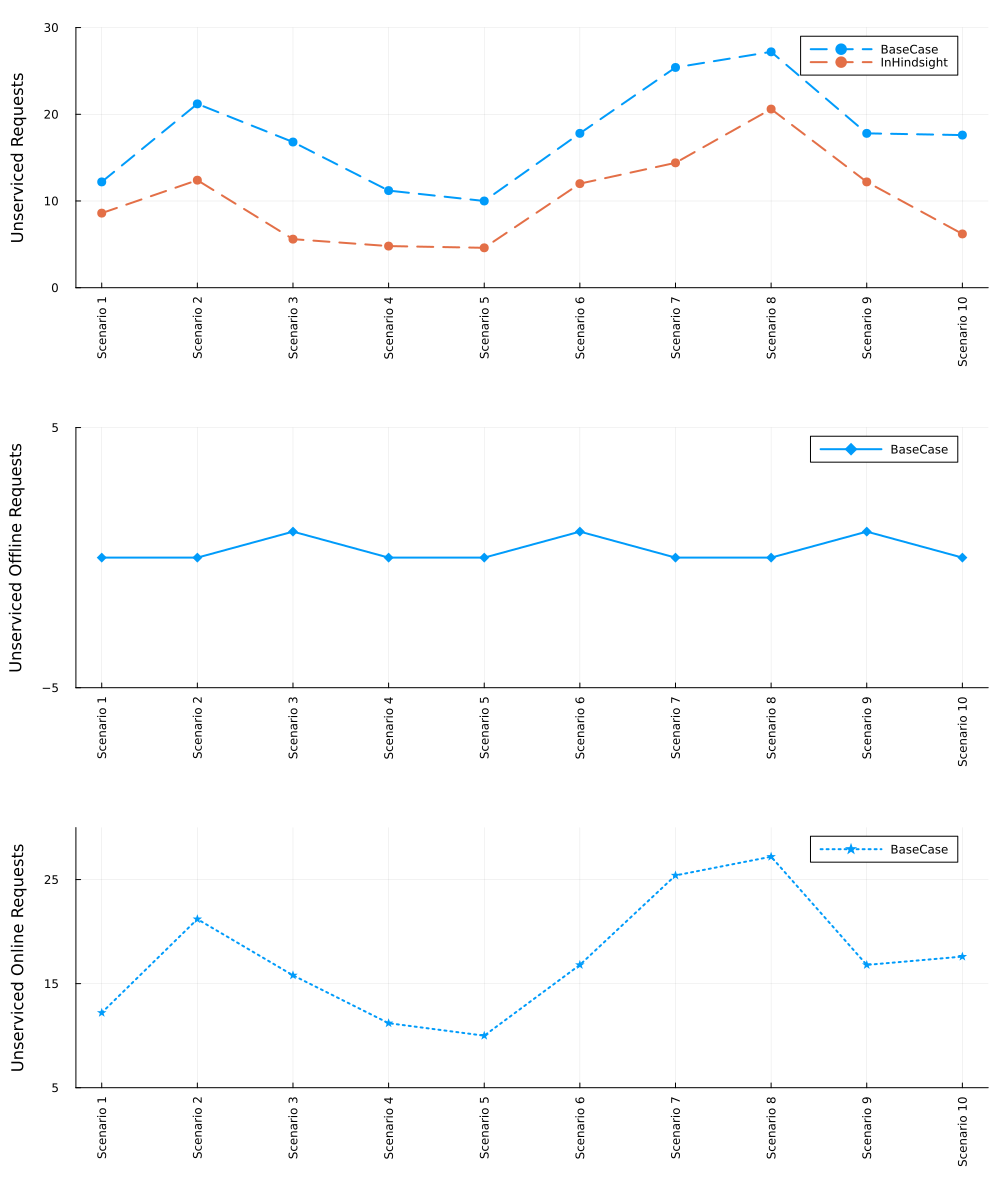 Unserviced Requests
30
20
10
0
BaseCase
InHindsight
Scenario 1
Scenario 2
Scenario 3
Scenario 4
Scenario 5
Scenario 6
Scenario 7
Scenario 8
Scenario 9
Scenario 10
Unserviced Offline Requests
5
−5
BaseCase
Scenario 1
Scenario 2
Scenario 3
Scenario 4
Scenario 5
Scenario 6
Scenario 7
Scenario 8
Scenario 9
Scenario 10
Unserviced Online Requests
25
15
5
BaseCase
Scenario 1
Scenario 2
Scenario 3
Scenario 4
Scenario 5
Scenario 6
Scenario 7
Scenario 8
Scenario 9
Scenario 10